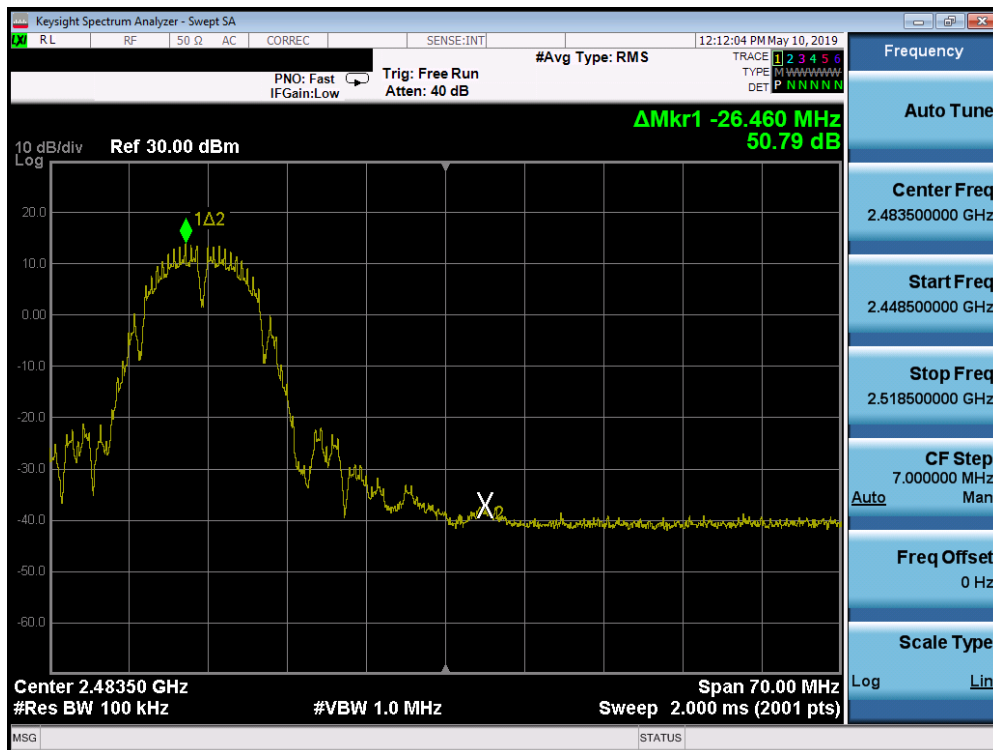 Keysight Spectrum Analyzer - Swept SA
LXI RL RF 50 Ω AC CORREC SENSE:INT 12:12:04 PM May 10, 2019
#Avg Type: RMS
TRACE 1 2 3 4 5 6
TYPE M WWWWW
DET P N N N N N
PNO: Fast
IFGain:Low
Trig: Free Run
Atten: 40 dB
ΔMkr1 -26.460 MHz
50.79 dB
10 dB/div
Log
Ref 30.00 dBm
1Δ2
20.0
10.0
0.00
-10.0
-20.0
-30.0
-40.0
-50.0
-60.0
X2
Center 2.48350 GHz
Span 70.00 MHz
#Res BW 100 kHz
#VBW 1.0 MHz
Sweep 2.000 ms (2001 pts)
MSG
STATUS
Frequency
Auto Tune
Center Freq
2.483500000 GHz
Start Freq
2.448500000 GHz
Stop Freq
2.518500000 GHz
CF Step
7.000000 MHz
Auto Man
Freq Offset
0 Hz
Scale Type
Log Lin